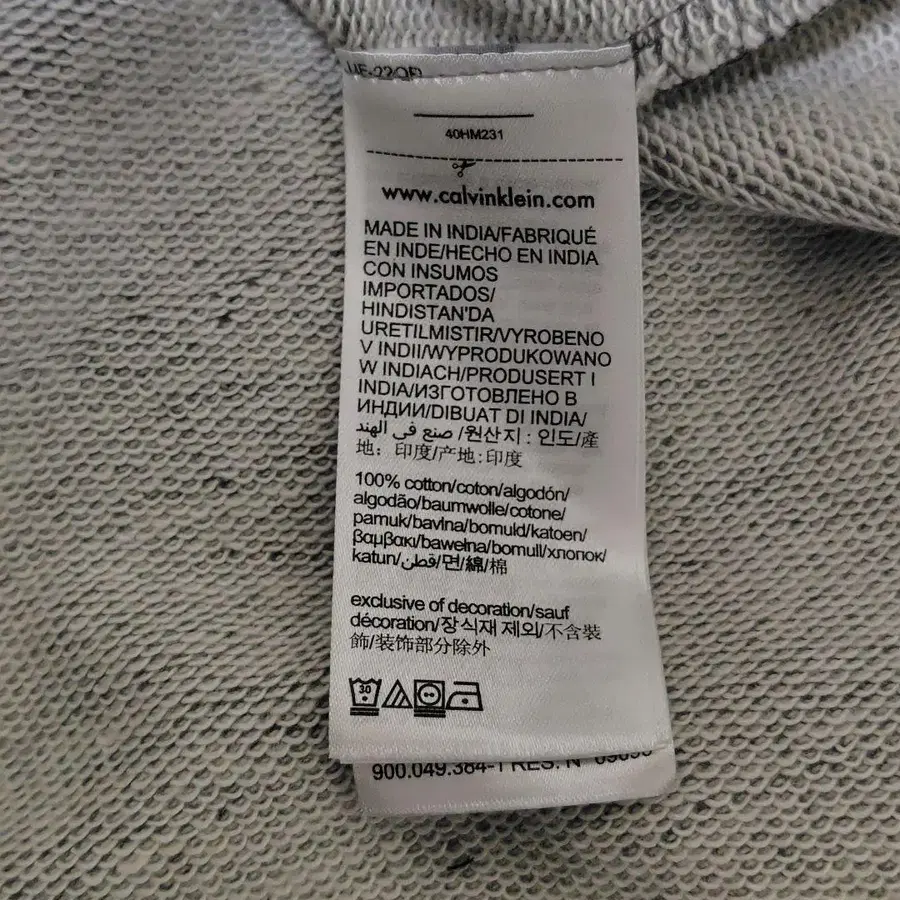 40HM231
www.calvinklein.com
MADE IN INDIA/FABRIQUÉ
EN INDE/HECHO EN INDIA
CON INSUMOS
IMPORTADOS/
HINDISTAN'DA
URETILMISTIR/VYROBENO
V INDII/WYPRODUKOWANO
W INDIACH/PRODUSERT I
INDIA/ИЗГОТОВЛЕНО В
ИНДИИ/DIBUAT DI INDIA/
صنع في الهند/원산지 : 인도/產
地: 印度/产地:印度
100% cotton/coton/algodón/
algodão/baumwolle/cotone/
pamuk/bavlna/bomuld/katoen/
βαμβακι/bawełna/bomull/хлопок/
katun/قطن/면/綿/棉
exclusive of decoration/sauf
décoration/장식재 제외/不含裝
飾/装饰部分除外
30
900.049.384-1 RES. N°